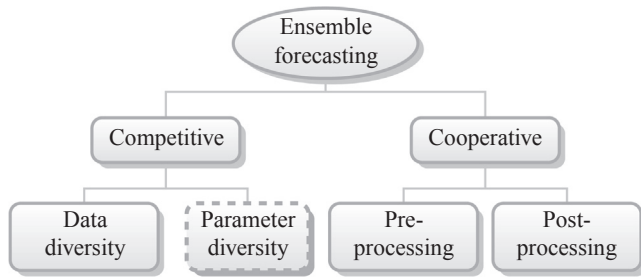 Ensemble
forecasting
Competitive
Cooperative
Data
diversity
Parameter
diversity
Pre-
processing
Post-
processing